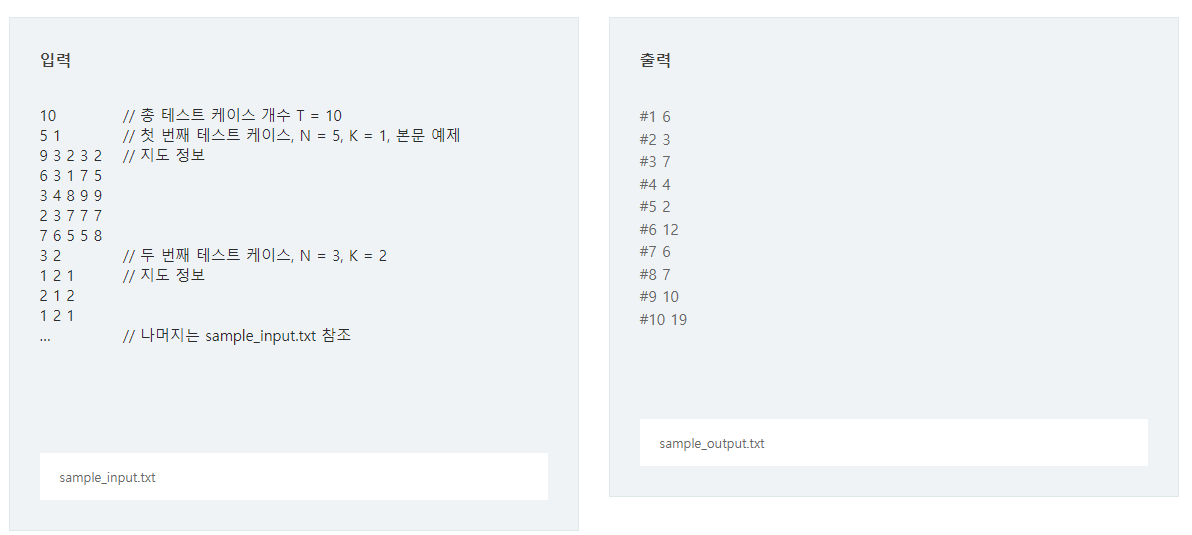 입력
10 // 총 테스트 케이스 개수 T = 10
5 1 // 첫 번째 테스트 케이스, N = 5, K = 1, 본문 예제
9 3 2 3 2 // 지도 정보
6 3 1 7 5
3 4 8 9 9
2 3 7 7 7
7 6 5 5 8
3 2 // 두 번째 테스트 케이스, N = 3, K = 2
1 2 1 // 지도 정보
2 1 2
1 2 1
... // 나머지는 sample_input.txt 참조
sample_input.txt
출력
#1 6
#2 3
#3 7
#4 4
#5 2
#6 12
#7 6
#8 7
#9 10
#10 19
sample_output.txt